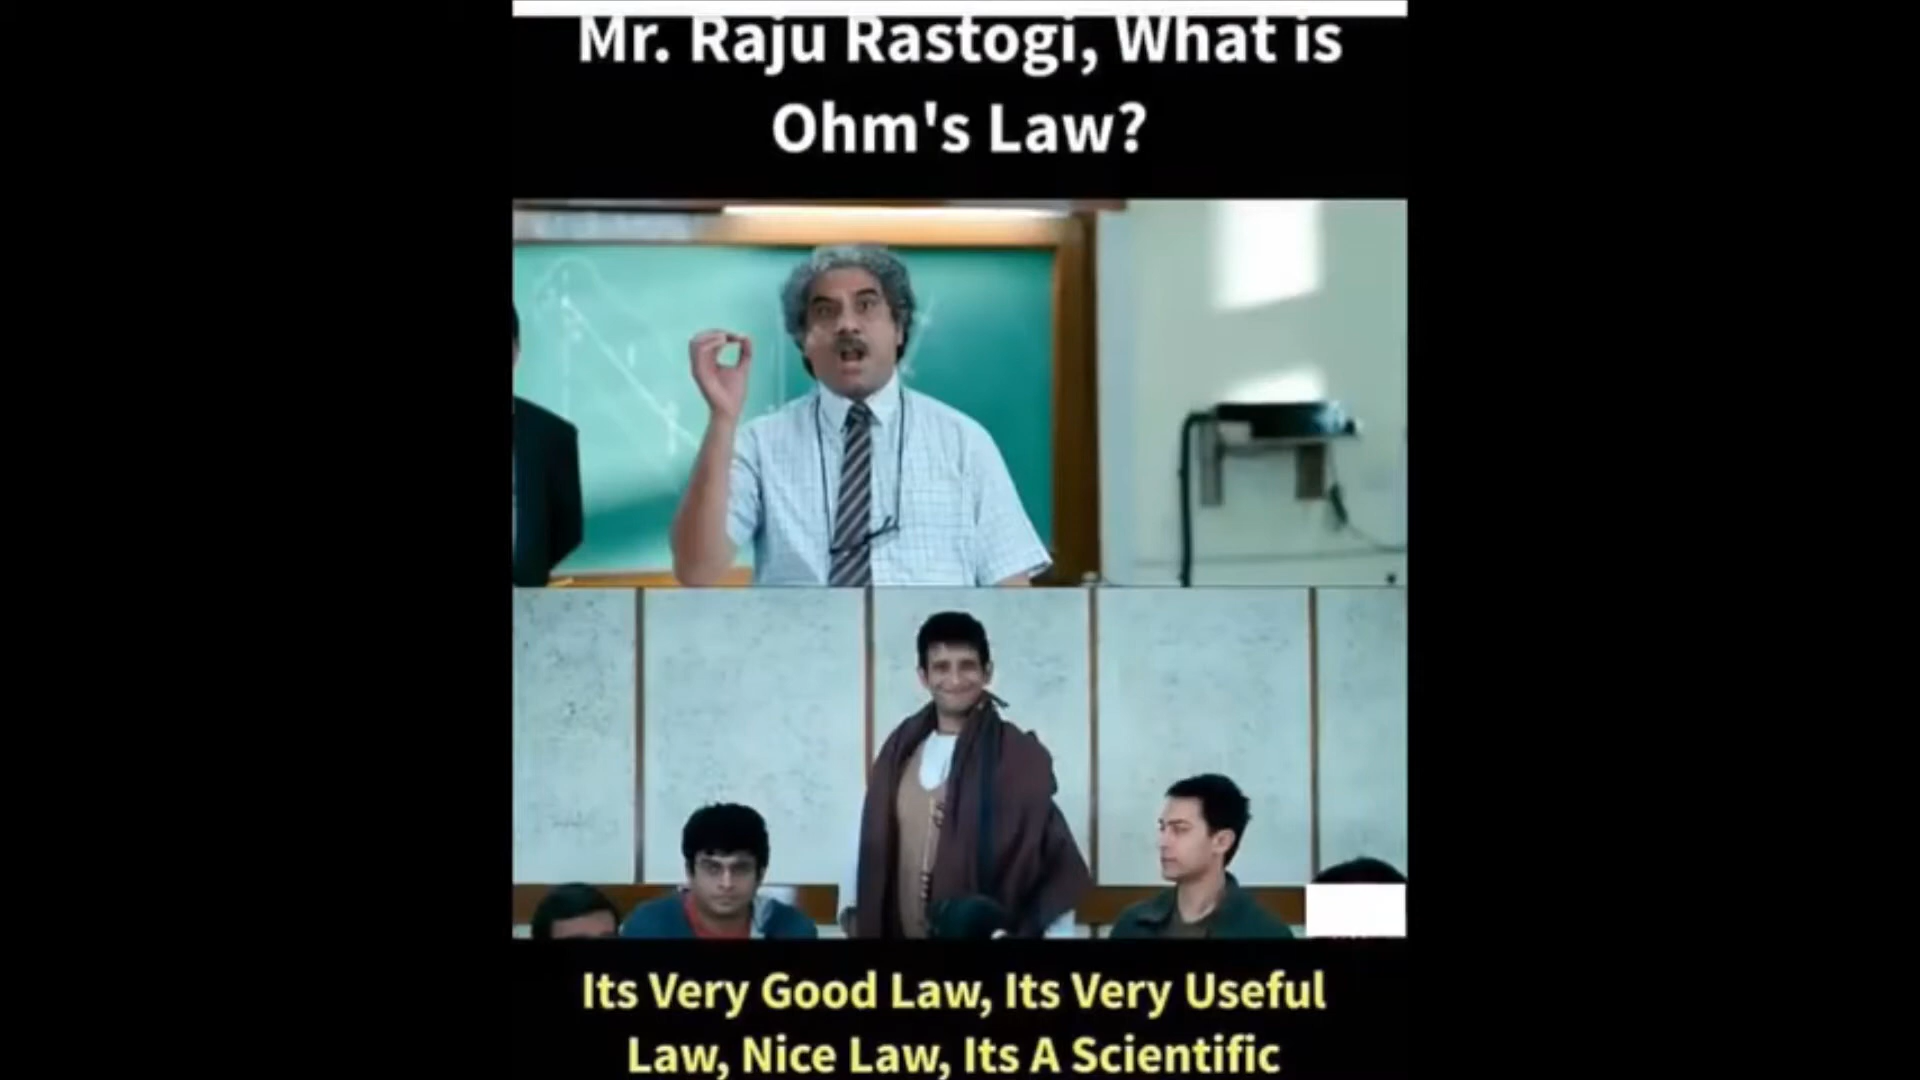 Mr. Raju Rastogi, What is
Ohm's Law?
Its Very Good Law, Its Very Useful
Law, Nice Law, Its A Scientific